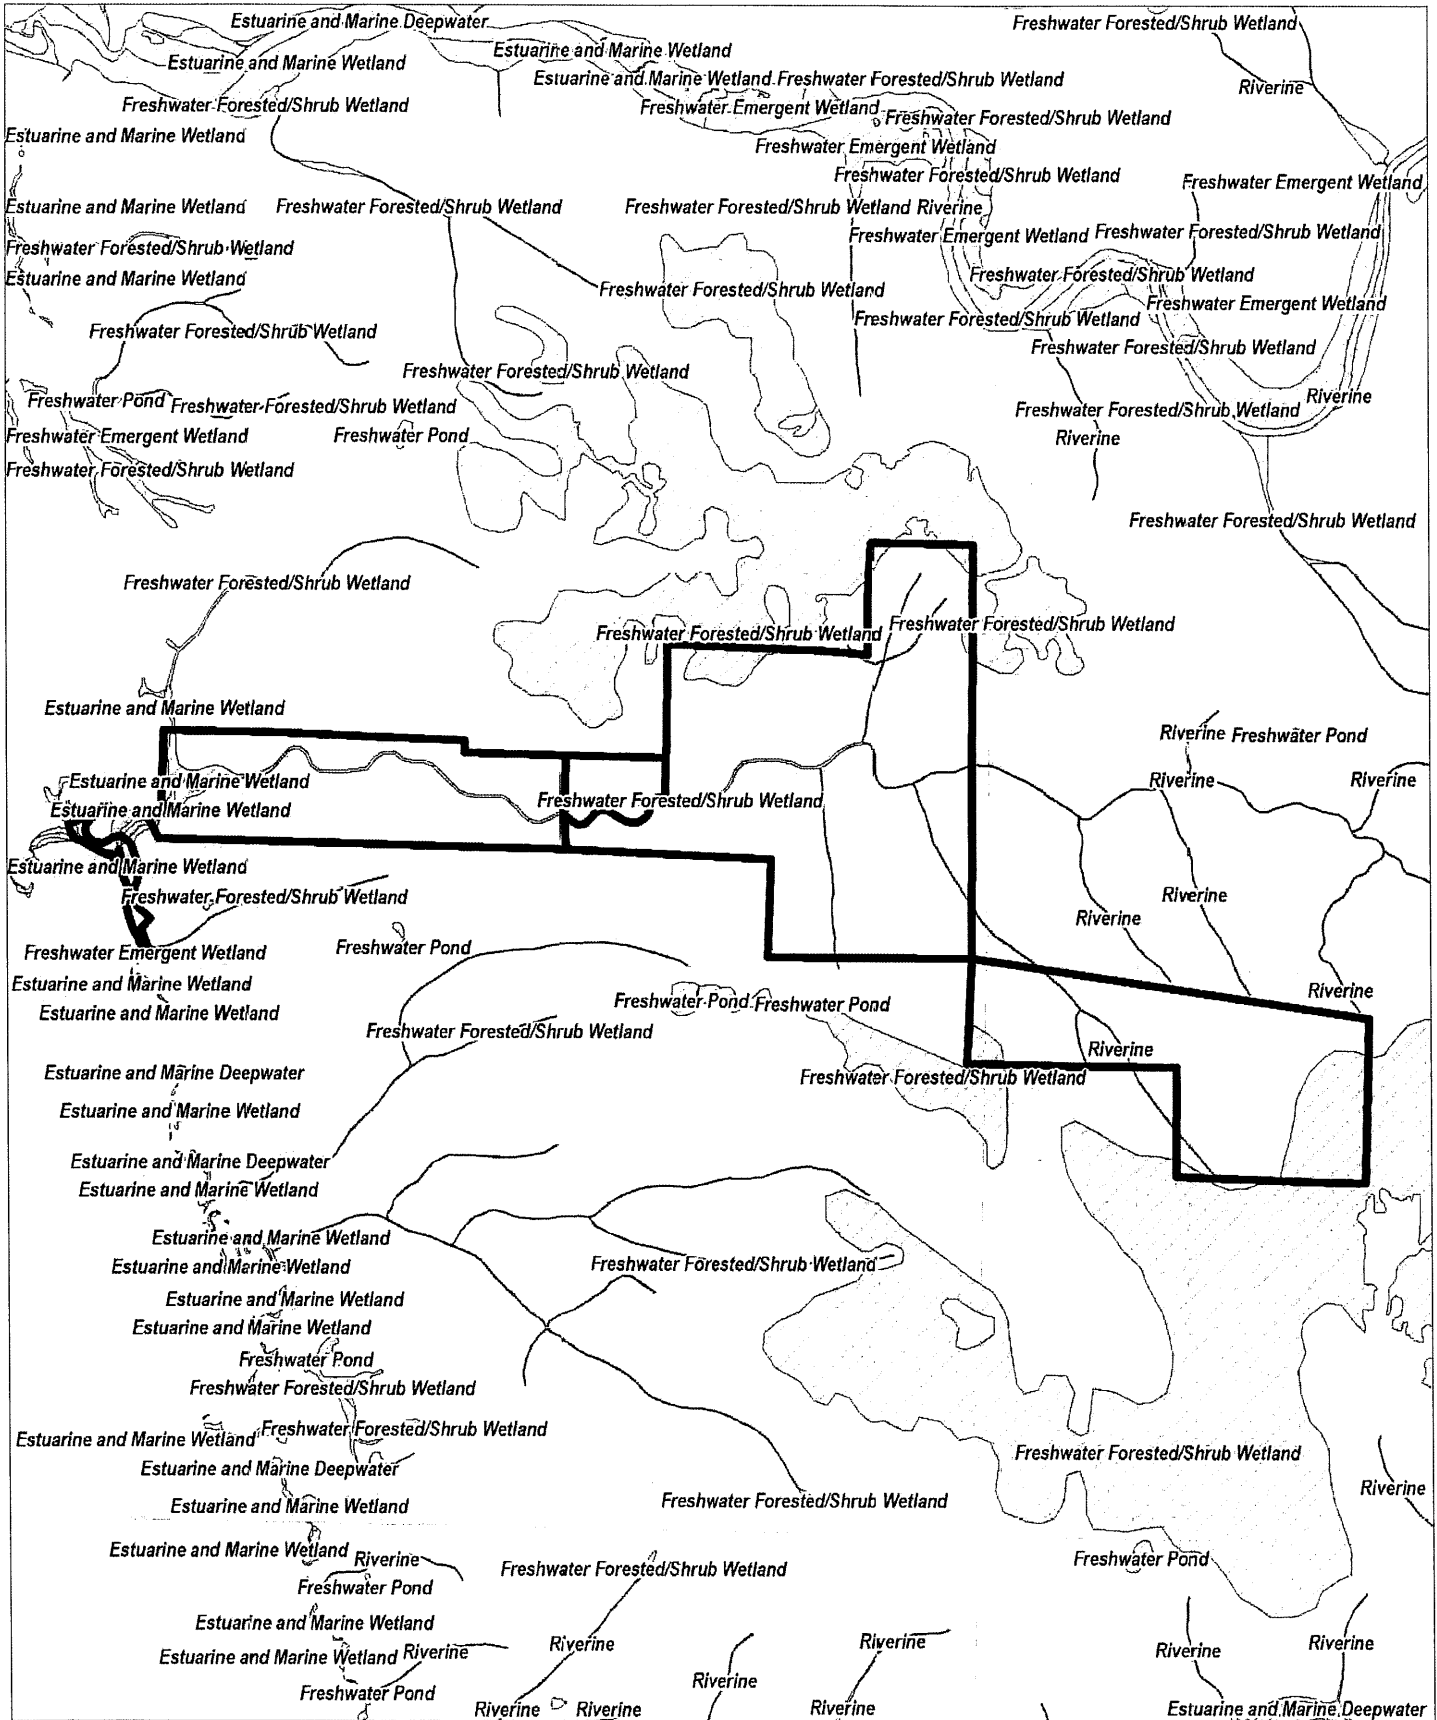 Estuarine and Marine Deepwater
Freshwater Forested/Shrub Wetland
Estuarine and Marine Wetland
Estuarine and Marine Wetland
Estuarine and Marine Wetland Freshwater Forested/Shrub Wetland
Riverine
Freshwater Forested/Shrub Wetland
Freshwater Emergent Wetland
Freshwater Forested/Shrub Wetland
Estuarine and Marine Wetland
Freshwater Emergent Wetland
Freshwater Forested/Shrub Wetland
Freshwater Emergent Wetland
Estuarine and Marine Wetland
Freshwater Forested/Shrub Wetland
Freshwater Forested/Shrub Wetland Riverine
Freshwater Emergent Wetland
Freshwater Forested/Shrub Wetland
Freshwater Forested/Shrub Wetland
Estuarine and Marine Wetland
Freshwater Forested/Shrub Wetland
Freshwater Forested/Shrub Wetland
Freshwater Emergent Wetland
Freshwater Forested/Shrub Wetland
Freshwater Forested/Shrub Wetland
Freshwater Forested/Shrub Wetland
Freshwater Forested/Shrub Wetland
Riverine
Freshwater Pond
Freshwater Forested/Shrub Wetland
Freshwater Forested/Shrub Wetland
Freshwater Emergent Wetland
Freshwater Pond
Riverine
Freshwater Forested/Shrub Wetland
Freshwater Forested/Shrub Wetland
Freshwater Forested/Shrub Wetland
Freshwater Forested/Shrub Wetland
Freshwater Forested/Shrub Wetland
Estuarine and Marine Wetland
Riverine
Freshwater Pond
Estuarine and Marine Wetland
Riverine
Riverine
Estuarine and Marine Wetland
Freshwater Forested/Shrub Wetland
Estuarine and Marine Wetland
Freshwater Forested/Shrub Wetland
Riverine
Riverine
Freshwater Emergent Wetland
Freshwater Pond
Estuarine and Marine Wetland
Riverine
Freshwater Pond
Freshwater Pond
Estuarine and Marine Wetland
Freshwater Forested/Shrub Wetland
Riverine
Estuarine and Marine Deepwater
Freshwater Forested/Shrub Wetland
Estuarine and Marine Wetland
Estuarine and Marine Deepwater
Estuarine and Marine Wetland
Estuarine and Marine Wetland
Estuarine and Marine Wetland
Freshwater Forested/Shrub Wetland
Estuarine and Marine Wetland
Estuarine and Marine Wetland
Freshwater Pond
Freshwater Forested/Shrub Wetland
Estuarine and Marine Wetland
Freshwater Forested/Shrub Wetland
Freshwater Forested/Shrub Wetland
Estuarine and Marine Deepwater
Riverine
Estuarine and Marine Wetland
Freshwater Forested/Shrub Wetland
Estuarine and Marine Wetland
Riverine
Freshwater Forested/Shrub Wetland
Freshwater Pond
Freshwater Pond
Estuarine and Marine Wetland
Estuarine and Marine Wetland
Riverine
Riverine
Riverine
Riverine
Riverine
Riverine
Freshwater Pond
Riverine
Riverine
Riverine
Estuarine and Marine Deepwater